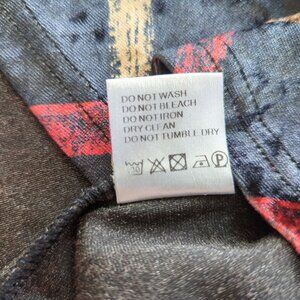 DO NOT WASH
DO NOT BLEACH
DO NOT IRON
DRY CLEAN
DO NOT TUMBLE DRY
P